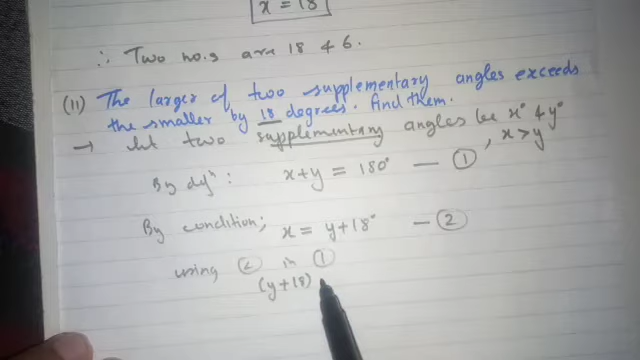 x = 18
∴ Two no.s are 18 & 6.
(11) The larger of two supplementary angles exceeds
the smaller by 18 degrees. Find them.
→ let two supplementary angles be x° & y°
, x > y
By defⁿ: x+y = 180° — ①
By condition; x = y+18° — ②
using ② in ①
(y+18)